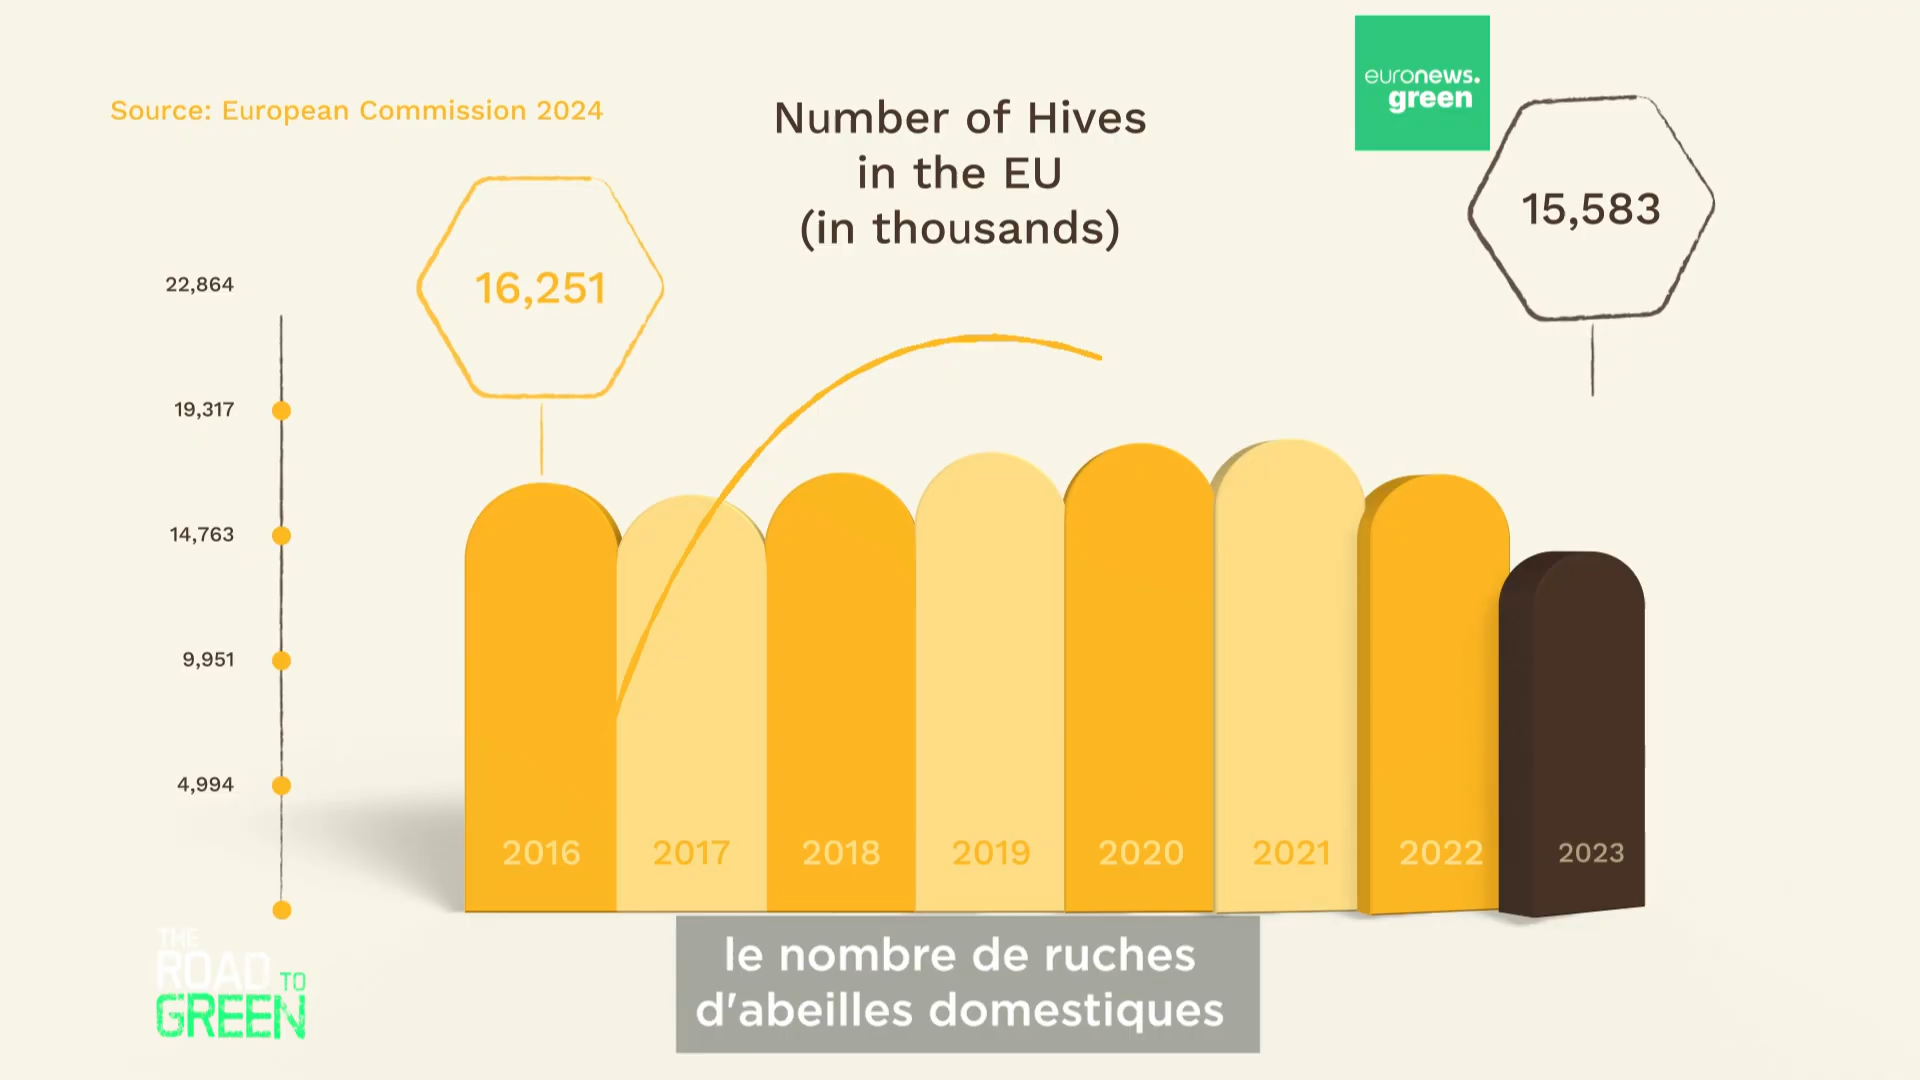 euronews.
green
Source: European Commission 2024
Number of Hives
in the EU
(in thousands)
16,251
15,583
22,864
19,317
14,763
9,951
4,994
2016
2017
2018
2019
2020
2021
2022
2023
THE
ROAD
TO
GREEN
le nombre de ruches
d'abeilles domestiques